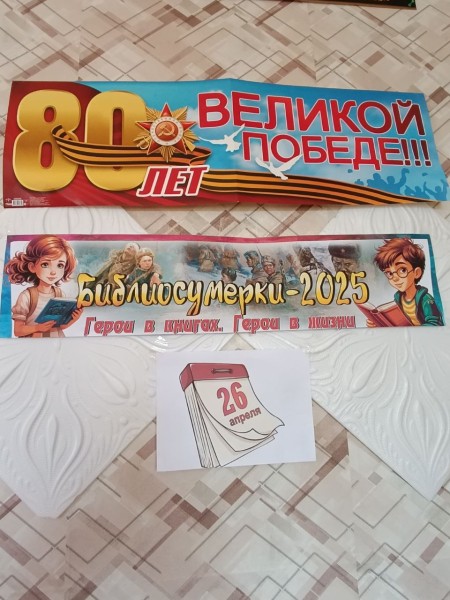 80 ЛЕТ
ВЕЛИКОЙ
ПОБЕДЕ!!!
Библиосумерки-2025
Герои в книгах. Герои в жизни
26
апреля